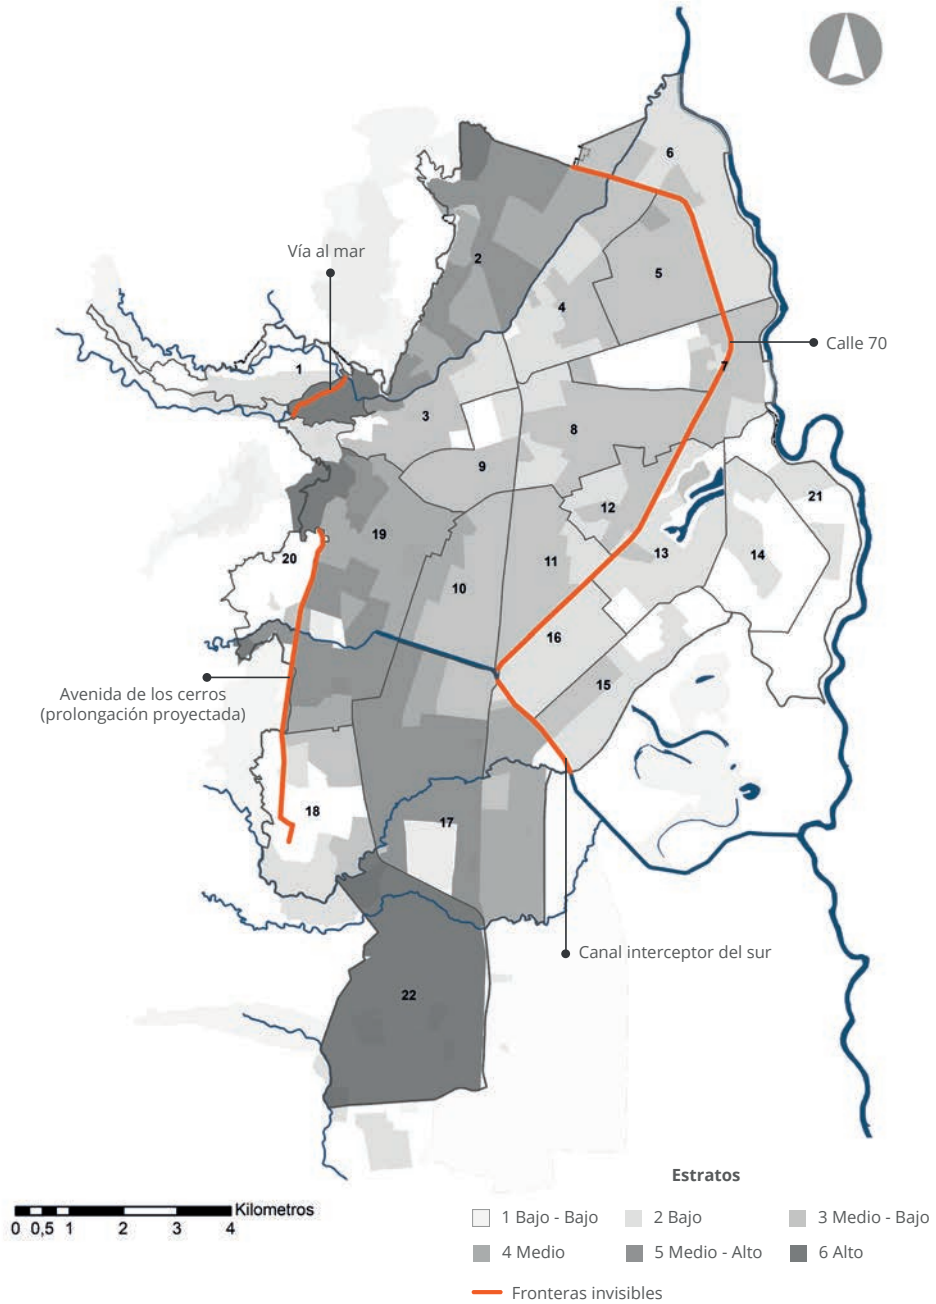 6
Vía al mar
2
5
4
Calle 70
1
7
3
8
9
21
12
19
13
14
20
11
10
16
15
Avenida de los cerros
(prolongación proyectada)
18
17
Canal interceptor del sur
22
Estratos
Kilometros
0 0,5 1 2 3 4
1 Bajo - Bajo
2 Bajo
3 Medio - Bajo
4 Medio
5 Medio - Alto
6 Alto
Fronteras invisibles